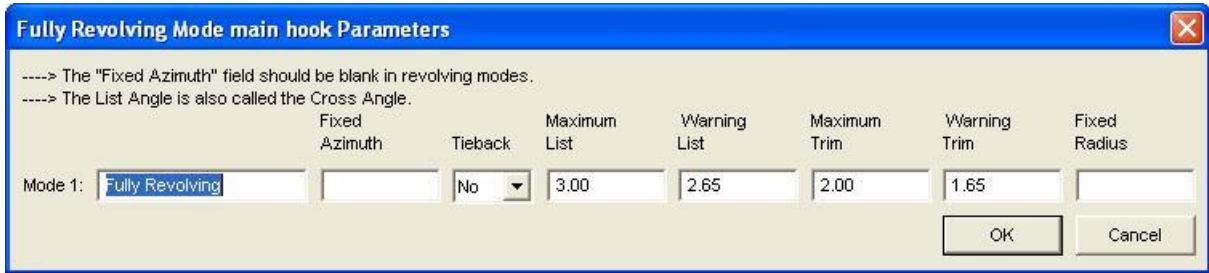 Fully Revolving Mode main hook Parameters
----> The "Fixed Azimuth" field should be blank in revolving modes.
----> The List Angle is also called the Cross Angle.
Fixed Maximum Warning Maximum Warning Fixed
Azimuth Tieback List List Trim Trim Radius
Mode 1: Fully Revolving No 3.00 2.65 2.00 1.65
OK Cancel